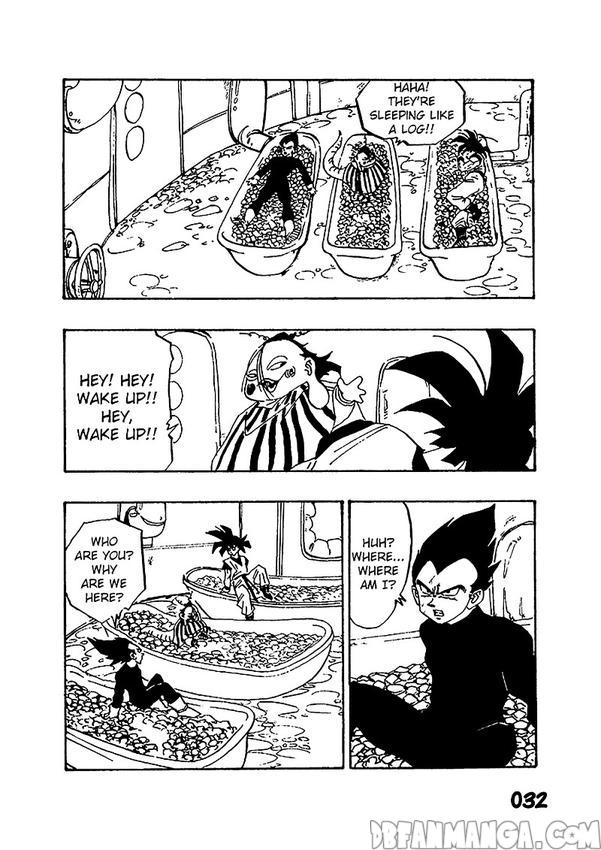 HAHA!
THEY'RE
SLEEPING LIKE
A LOG!!
HEY! HEY!
WAKE UP!!
HEY,
WAKE UP!!
HUH?
WHERE...
WHERE
AM I?
WHO
ARE YOU?
WHY
ARE WE
HERE?
032
DBFANMANGA.COM